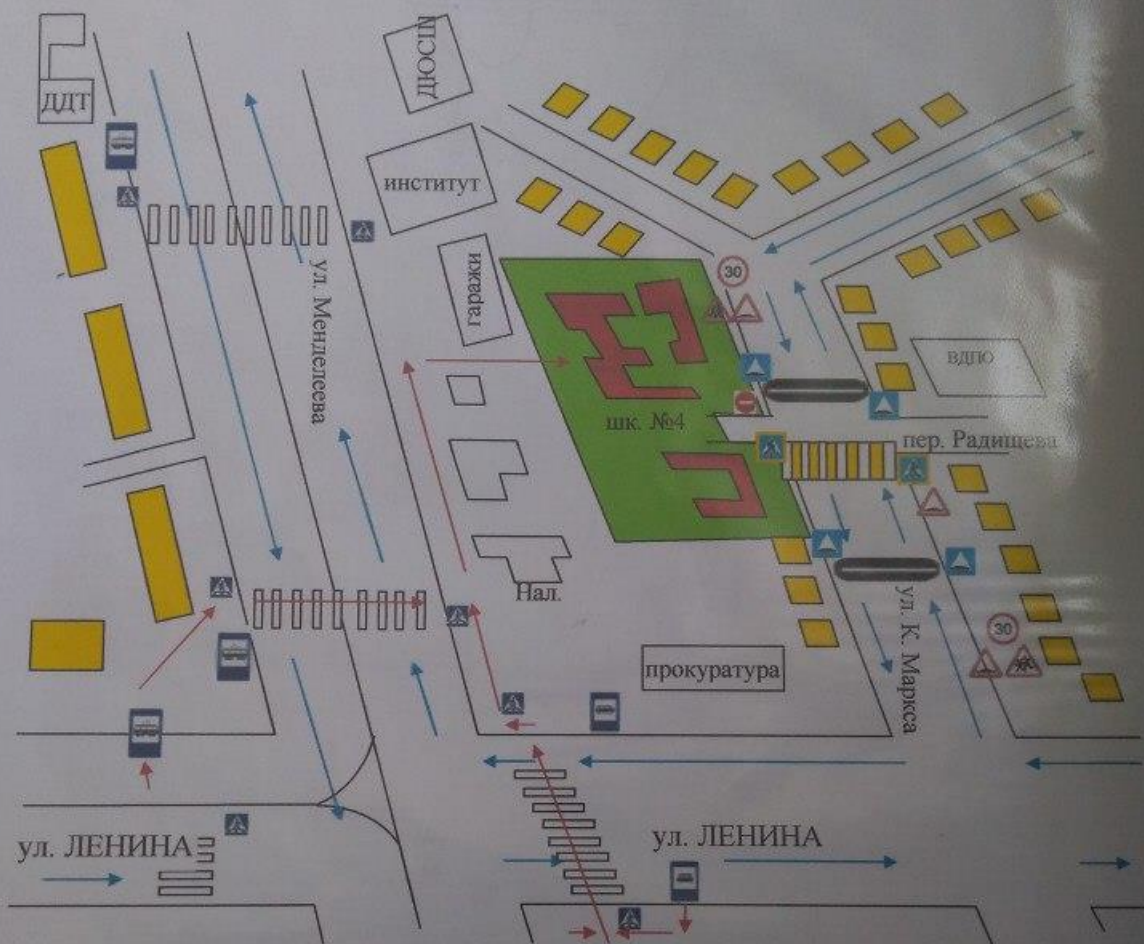 ДЮСШ
ДДТ
институт
гаражи
ул. Менделеева
30
ВДПО
шк. №4
пер. Радищева
Нал.
ул. К. Маркса
30
прокуратура
ул. ЛЕНИНА
ул. ЛЕНИНА